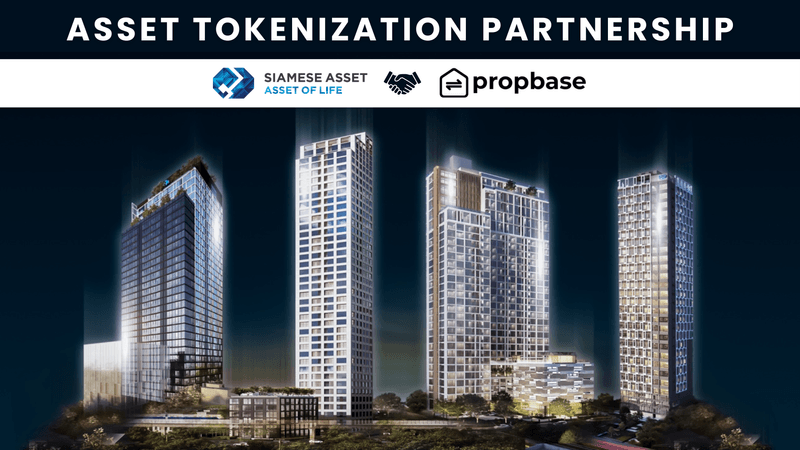 ASSET TOKENIZATION PARTNERSHIP
SIAMESE ASSET
ASSET OF LIFE
propbase